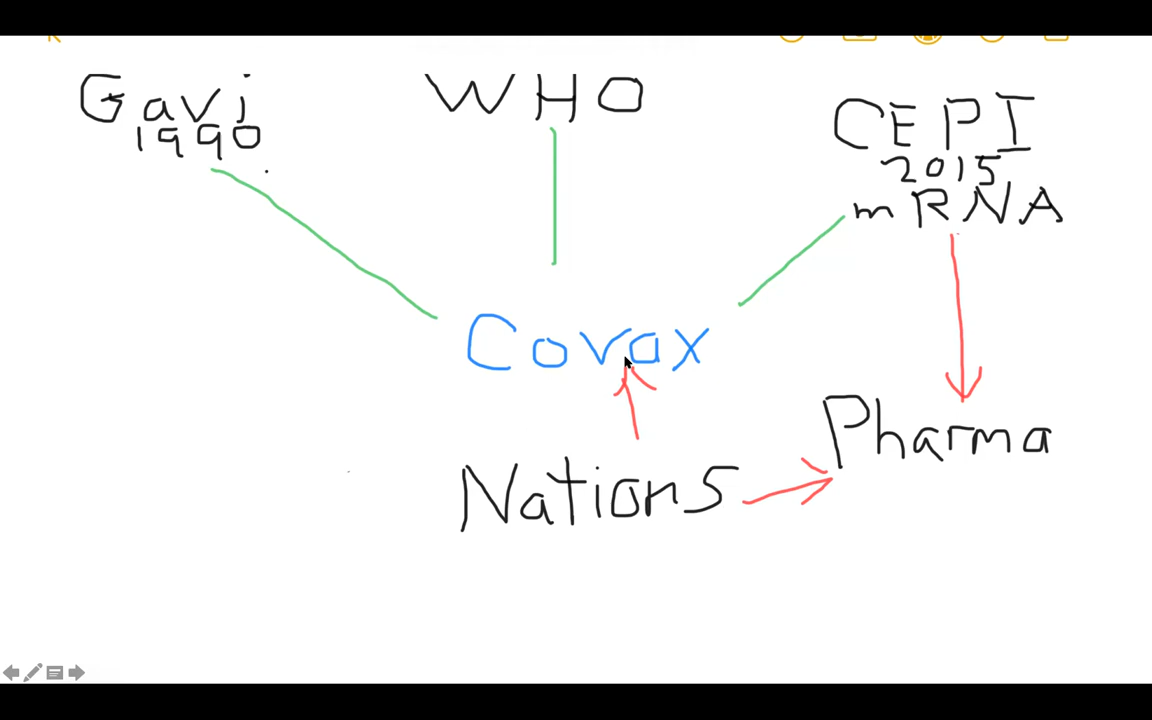 Gavi
1990
WHO
CEPI
2015
mRNA
Covax
Pharma
Nations